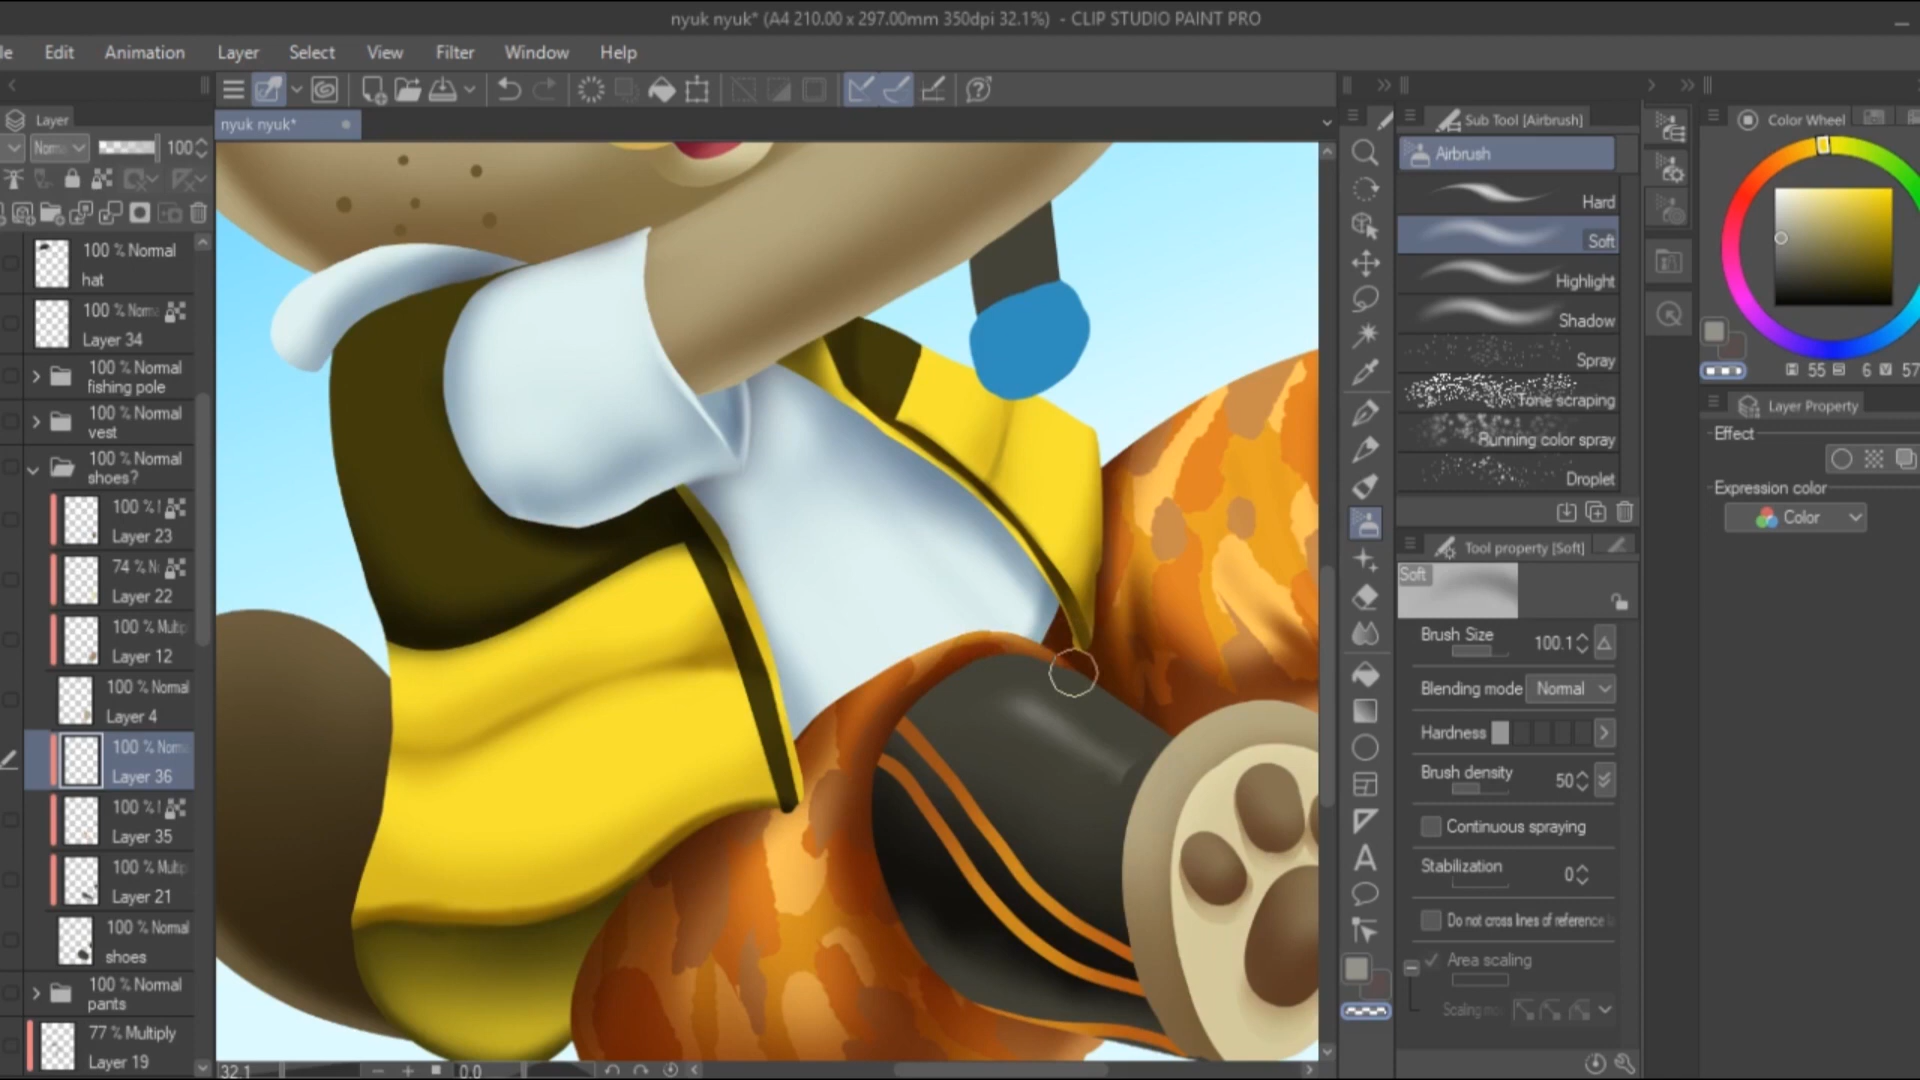 nyuk nyuk* (A4 210.00 x 297.00mm 350dpi 32.1%) - CLIP STUDIO PAINT PRO
Edit Animation Layer Select View Filter Window Help
nyuk nyuk*
Layer
100
100 % Normal
hat
100 % Norma
Layer 34
100 % Normal
fishing pole
100 % Normal
vest
100 % Normal
shoes?
100 %
Layer 23
74 %
Layer 22
100 % Multip
Layer 12
100 % Normal
Layer 4
100 % Norma
Layer 36
100 %
Layer 35
100 % Multip
Layer 21
100 % Normal
shoes
100 % Normal
pants
77 % Multiply
Layer 19
32.1
0.0
Sub Tool [Airbrush]
Airbrush
Hard
Soft
Highlight
Shadow
Spray
Tone scraping
Running color spray
Droplet
Tool property [Soft]
Soft
Brush Size 100.1
Blending mode Normal
Hardness
Brush density 50
Continuous spraying
Stabilization 0
Do not cross lines of reference
Area scaling
Scaling
Color Wheel
H 55 S 6 V 57
Layer Property
Effect
Expression color
Color